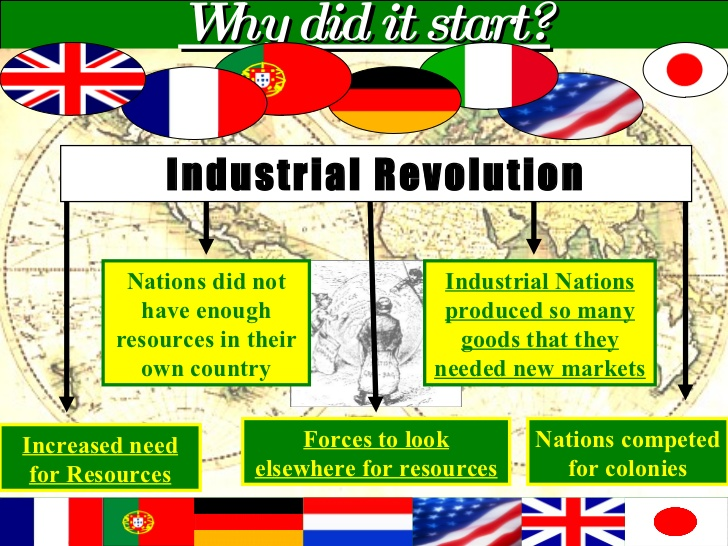 Why did it start?
Industrial Revolution
Nations did not
have enough
resources in their
own country
Industrial Nations
produced so many
goods that they
needed new markets
Increased need
for Resources
Forces to look
elsewhere for resources
Nations competed
for colonies